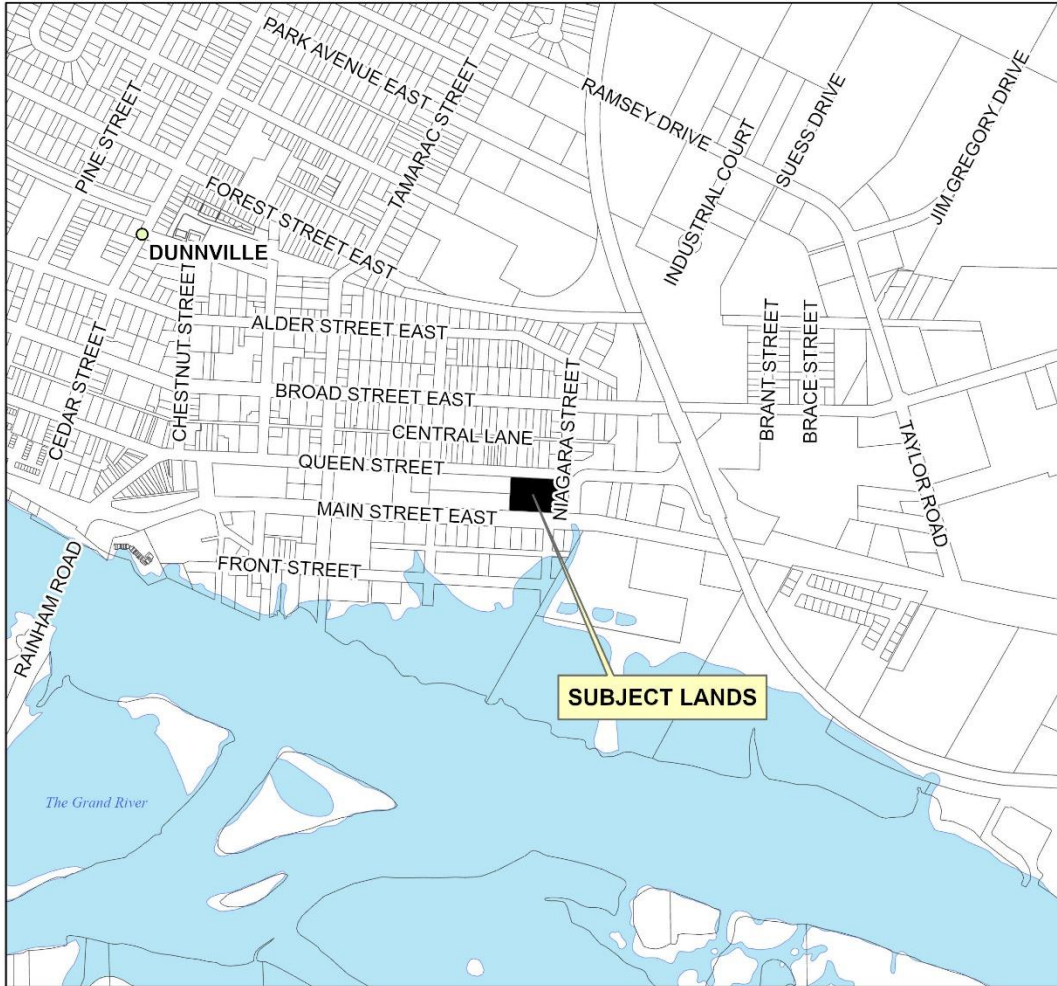 PARK AVENUE EAST
TAMARAC STREET
RAMSEY DRIVE
SUESS DRIVE
JIM GREGORY DRIVE
INDUSTRIAL COURT
PINE STREET
FOREST STREET EAST
DUNNVILLE
CHESTNUT STREET
ALDER STREET EAST
CEDAR STREET
BROAD STREET EAST
NIAGARA STREET
BRANT STREET
BRACE STREET
CENTRAL LANE
QUEEN STREET
MAIN STREET EAST
TAYLOR ROAD
FRONT STREET
RAINHAM ROAD
SUBJECT LANDS
The Grand River